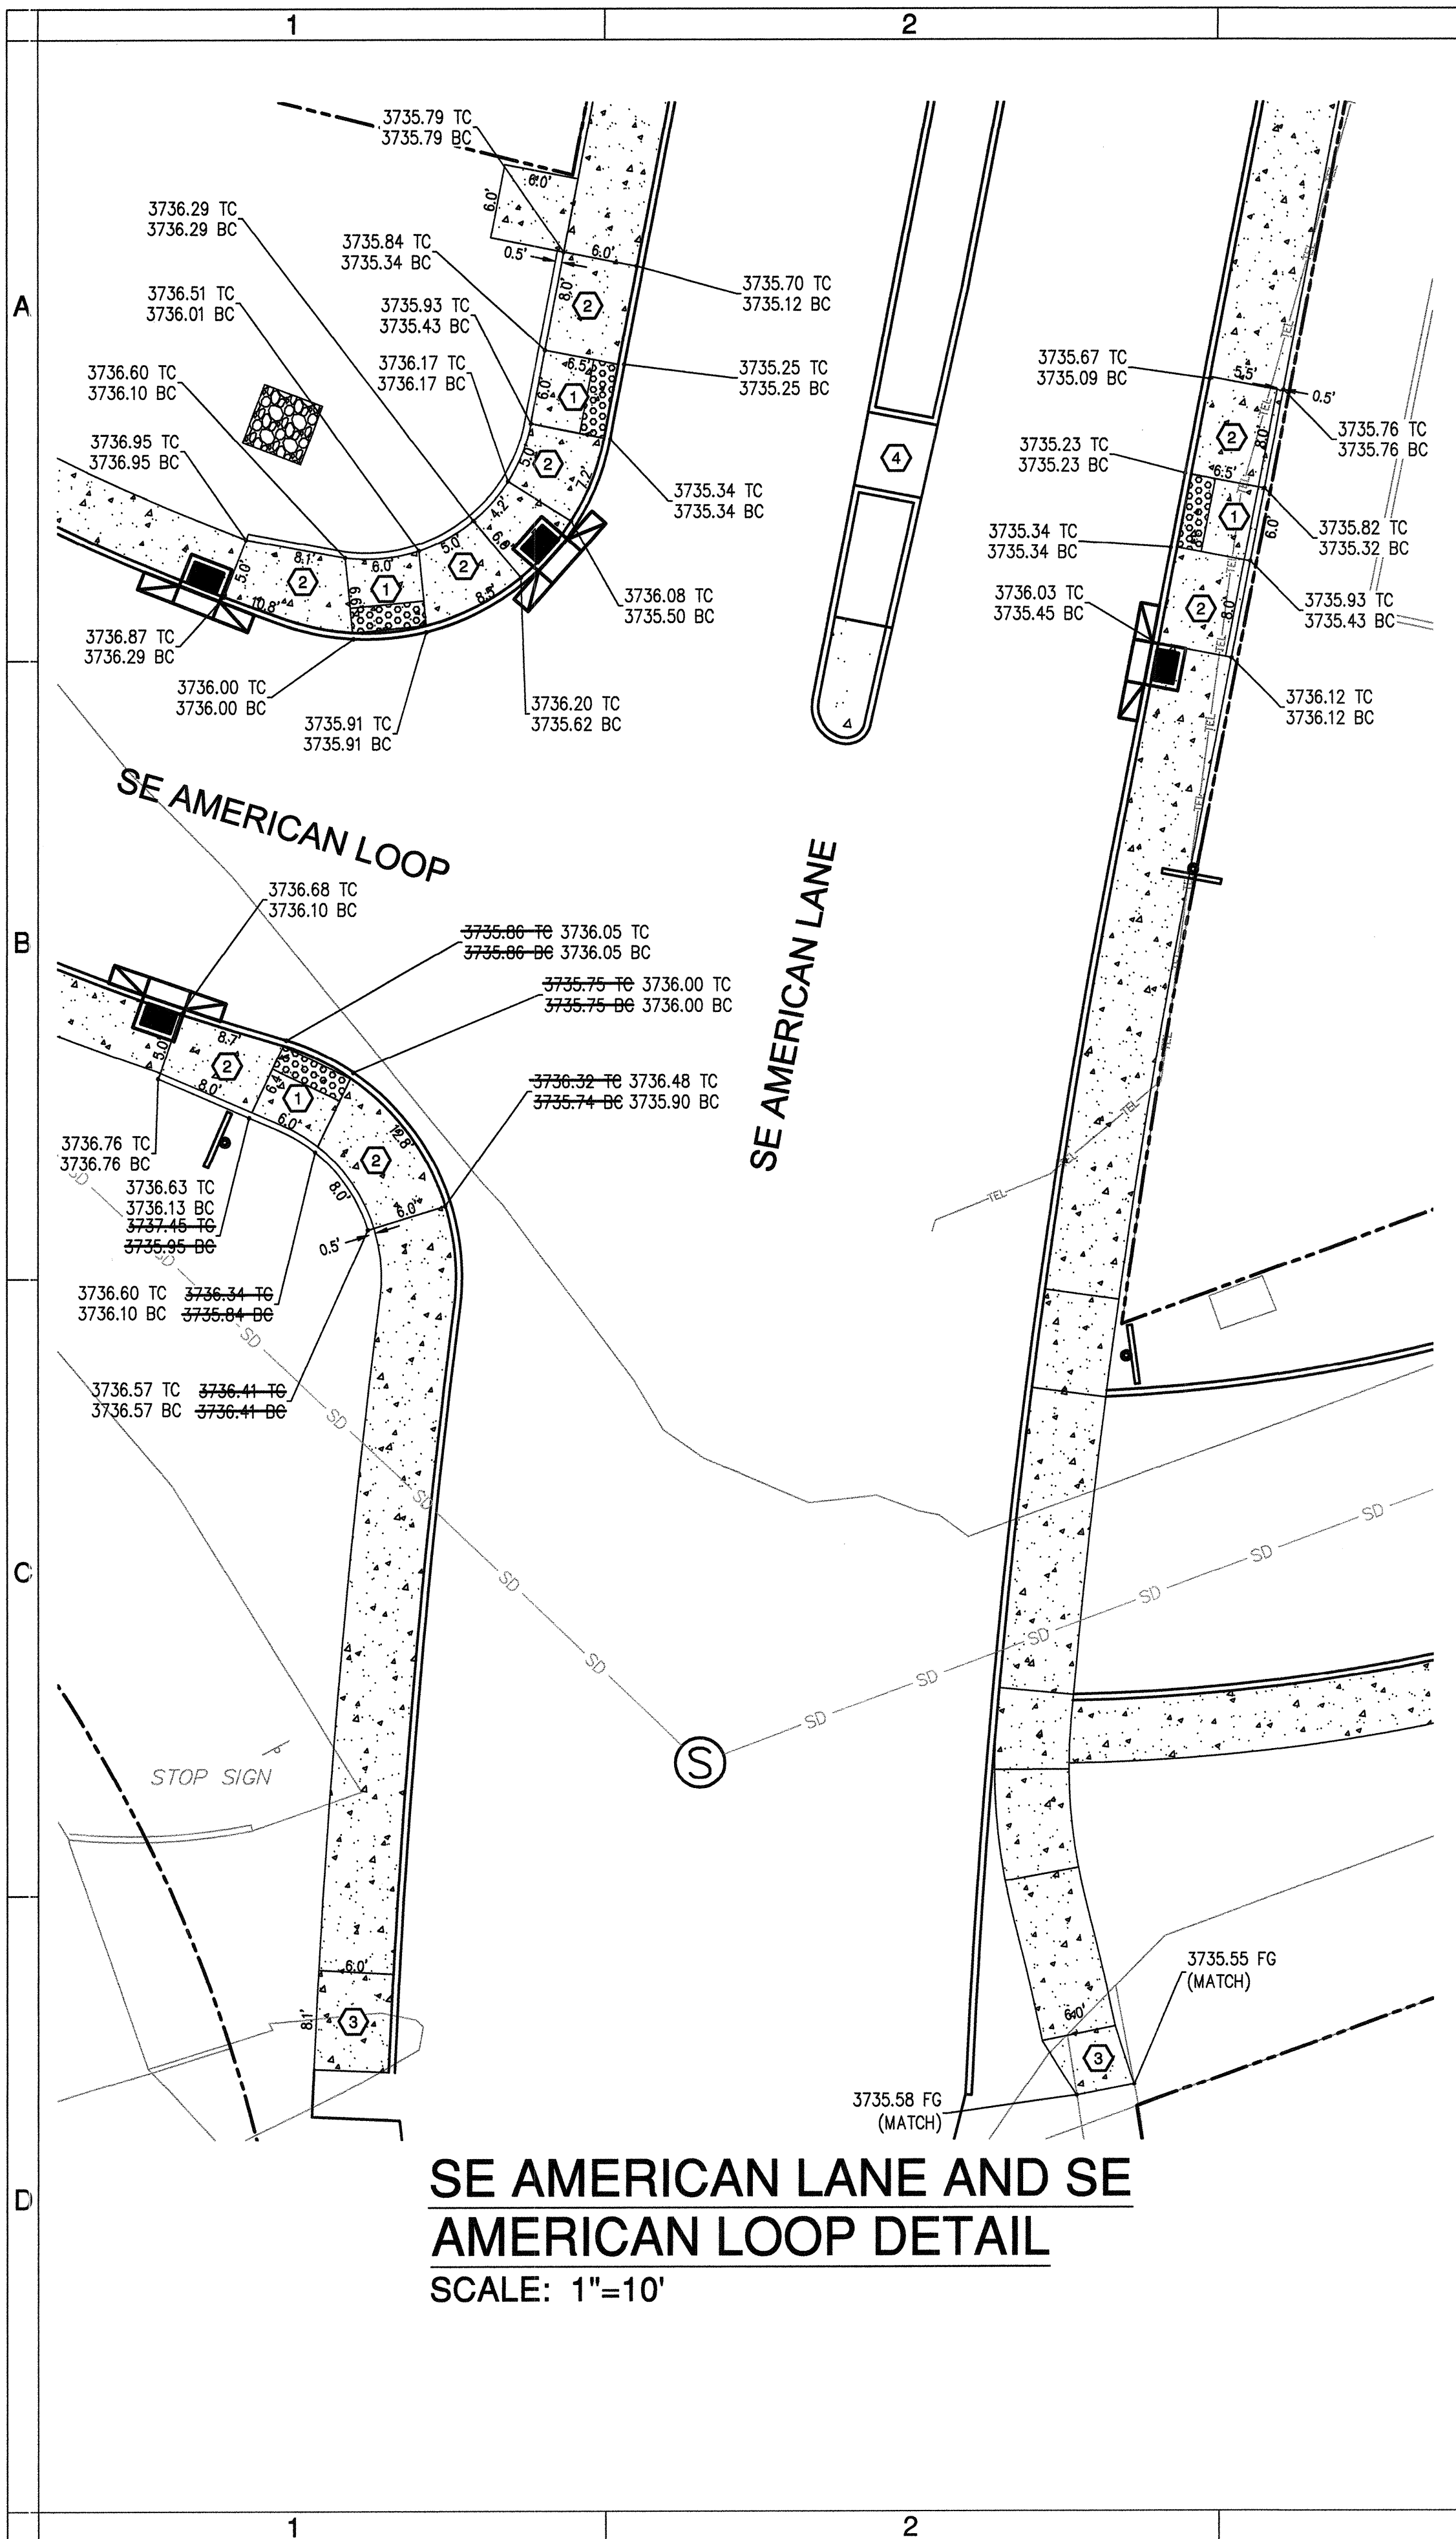 1
2
3735.79 TC
3735.79 BC
6.0'
6.0'
3736.29 TC
3736.29 BC
3735.84 TC
3735.34 BC
0.5'
6.0'
8.0'
2
3735.70 TC
3735.12 BC
A
3736.51 TC
3736.01 BC
3735.93 TC
3735.43 BC
3736.17 TC
3736.17 BC
6.5'
6.0'
1
3735.25 TC
3735.25 BC
3736.60 TC
3736.10 BC
3736.95 TC
3736.95 BC
5.0'
2
7.2'
4.2'
6.8'
3735.34 TC
3735.34 BC
4
TEL
TEL
TEL
3735.67 TC
3735.09 BC
5.5'
0.5'
TEL
2
8.0'
3735.76 TC
3735.76 BC
3735.23 TC
3735.23 BC
6.5'
TEL
1
6.0'
3735.82 TC
3735.32 BC
3735.34 TC
3735.34 BC
TEL
3736.03 TC
3735.45 BC
2
8.0'
3735.93 TC
3735.43 BC
TEL
8.1'
5.0'
2
10.8'
6.0'
6.6'
1
5.0'
2
8.5'
3736.08 TC
3735.50 BC
3736.87 TC
3736.29 BC
3736.00 TC
3736.00 BC
3735.91 TC
3735.91 BC
3736.20 TC
3735.62 BC
3736.12 TC
3736.12 BC
TEL
TEL
SE AMERICAN LOOP
SE AMERICAN LANE
3736.68 TC
3736.10 BC
B
3735.86 TC 3736.05 TC
3735.86 BC 3736.05 BC
3735.75 TC 3736.00 TC
3735.75 BC 3736.00 BC
8.7'
5.0'
2
8.0'
6.4'
1
6.0'
3736.32 TC 3736.48 TC
3735.74 BC 3735.90 BC
12.8'
2
8.0'
6.0'
0.5'
TEL
TEL
TEL
TEL
3736.76 TC
3736.76 BC
SD
3736.63 TC
3736.13 BC
3737.45 TC
3735.95 BC
SD
3736.60 TC 3736.34 TC
3736.10 BC 3735.84 BC
SD
3736.57 TC 3736.41 TC
3736.57 BC 3736.41 BC
SD
SD
C
SD
SD
SD
SD
SD
SD
SD
SD
S
STOP SIGN
6.0'
8.1'
3
3735.55 FG
(MATCH)
6.0'
3
3735.58 FG
(MATCH)
SE AMERICAN LANE AND SE
AMERICAN LOOP DETAIL
SCALE: 1"=10'
D
1
2